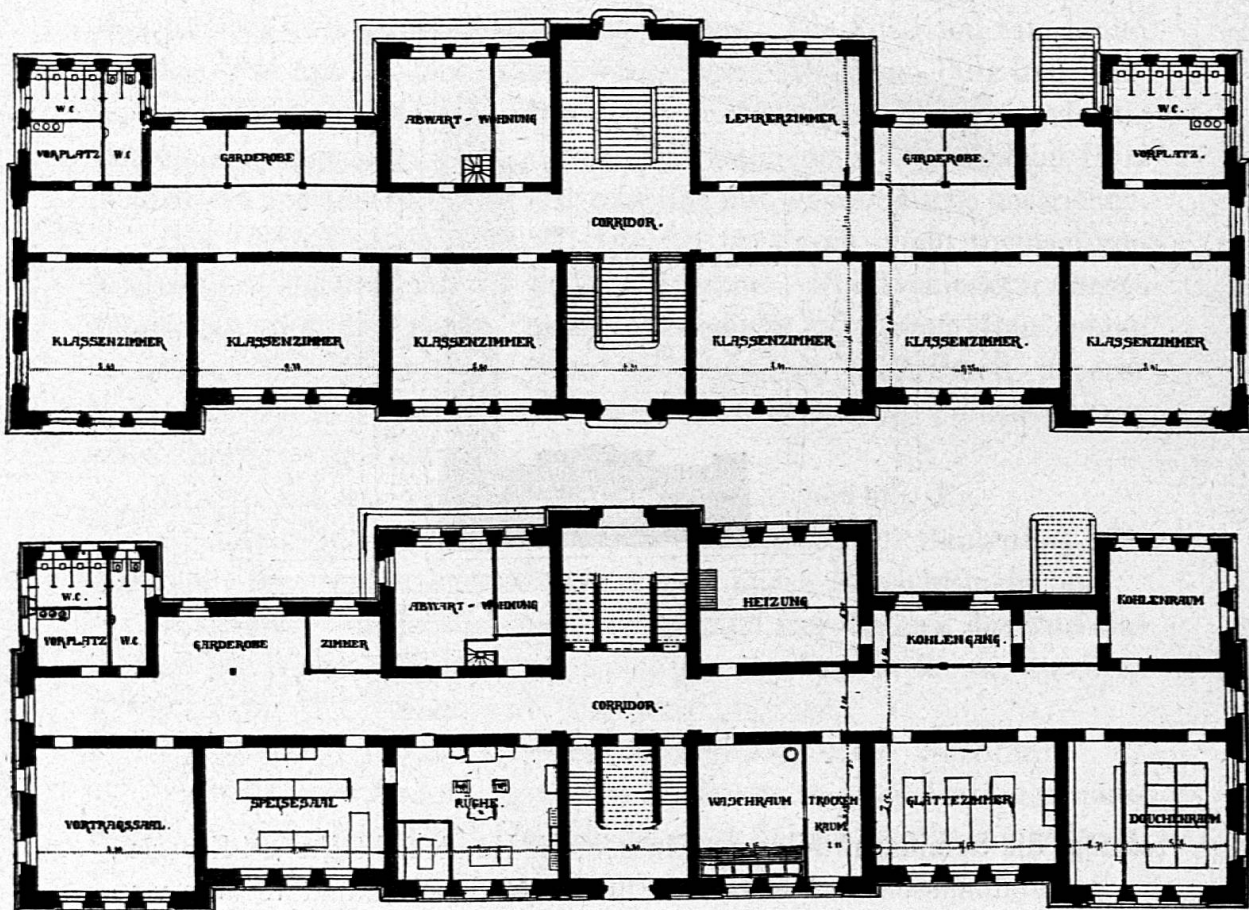 W.C.
VORPLATZ
W.C
GARDEROBE
ABWART - WOHNUNG
LEHRERZIMMER
GARDEROBE.
W.C.
VORPLATZ.
CORRIDOR.
KLASSENZIMMER
KLASSENZIMMER
KLASSENZIMMER.
KLASSENZIMMER
KLASSENZIMMER.
KLASSENZIMMER
W.C.
VORPLATZ
W.C
GARDEROBE
ZIMMER
ABWART - WOHNUNG
HEIZUNG
KOHLENGANG.
KOHLENRAUM
CORRIDOR.
VORTRAGSSAAL.
SPEISESAAL
KÜCHE.
WASCHRAUM
TROCKEN
RAUM
GLÄTTEZIMMER
DOUCHENRAUM